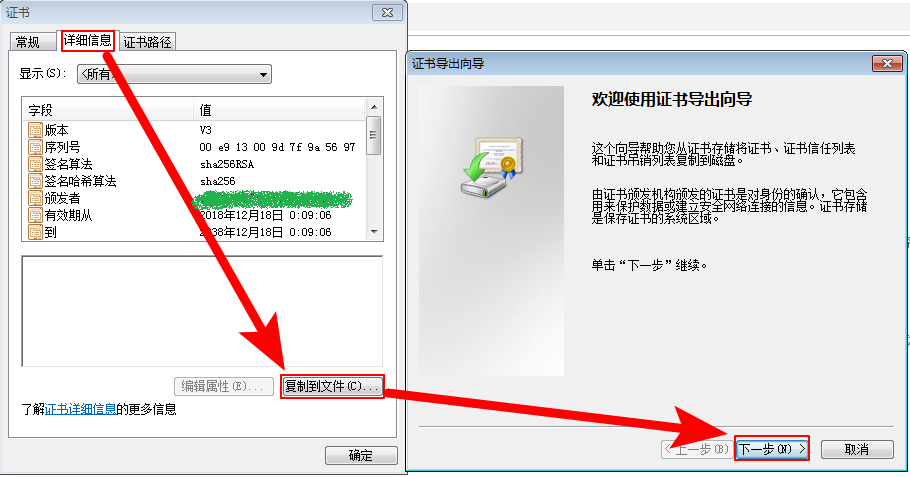 证书
常规
详细信息
证书路径
显示(S):
<所有
字段
值
版本
V3
序列号
00 e9 13 00 9d 7f 9a 56 97
签名算法
sha256RSA
签名哈希算法
sha256
颁发者
有效期从
2018年12月18日 0:09:06
到
2038年12月18日 0:09:06
编辑属性(E)...
复制到文件(C)...
了解证书详细信息的更多信息
确定
证书导出向导
欢迎使用证书导出向导
这个向导帮助您从证书存储将证书、证书信任列表
和证书吊销列表复制到磁盘。
由证书颁发机构颁发的证书是对身份的确认，它包含
用来保护数据或建立安全网络连接的信息。证书存储
是保存证书的系统区域。
单击“下一步”继续。
<上一步(B)
下一步(N) >
取消